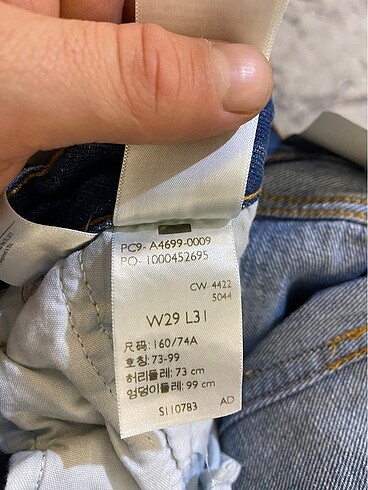 PC9- A4699-0009
PO- 1000452695
CW 4422
5044
W29 L31
尺码: 160/74A
호칭: 73-99
허리둘레: 73 cm
엉덩이둘레: 99 cm
S110783
AD